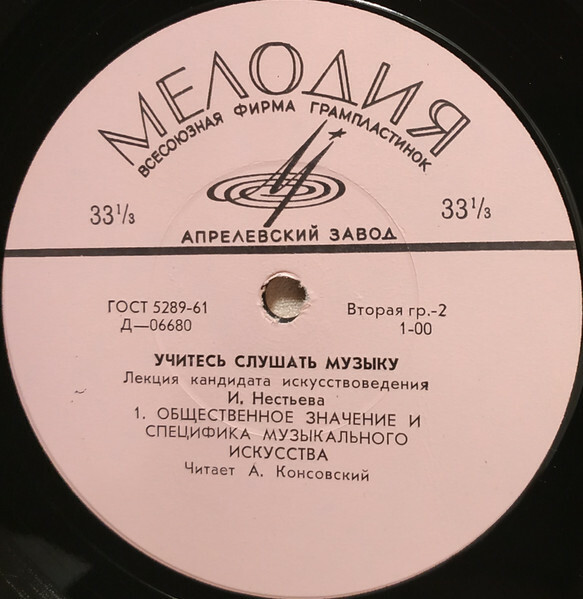 МЕЛОДИЯ
ВСЕСОЮЗНАЯ ФИРМА ГРАМПЛАСТИНОК
33⅓ 33⅓
АПРЕЛЕВСКИЙ ЗАВОД
ГОСТ 5289-61 Вторая гр.-2
Д—06680 1-00
УЧИТЕСЬ СЛУШАТЬ МУЗЫКУ
Лекция кандидата искусствоведения
И. Нестьева
1. ОБЩЕСТВЕННОЕ ЗНАЧЕНИЕ И
СПЕЦИФИКА МУЗЫКАЛЬНОГО
ИСКУССТВА
Читает А. Консовский